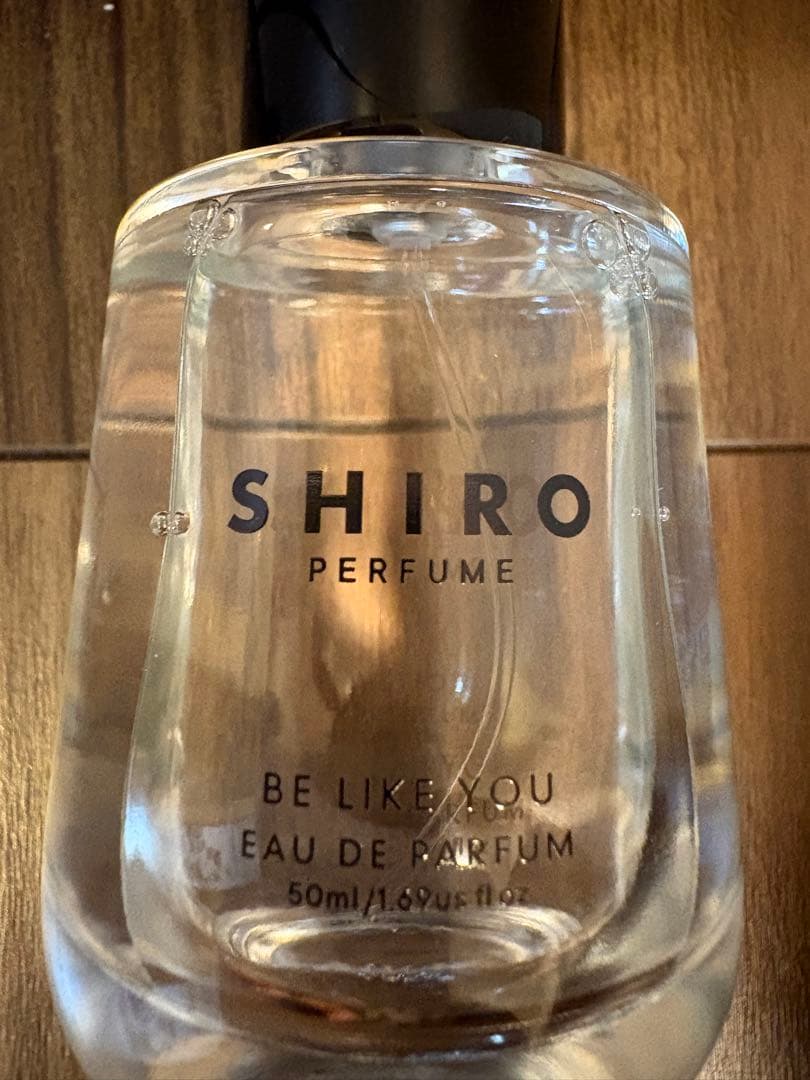 SHIRO
PERFUME
BE LIKE YOU
EAU DE PARFUM
50ml/1.69us fl oz